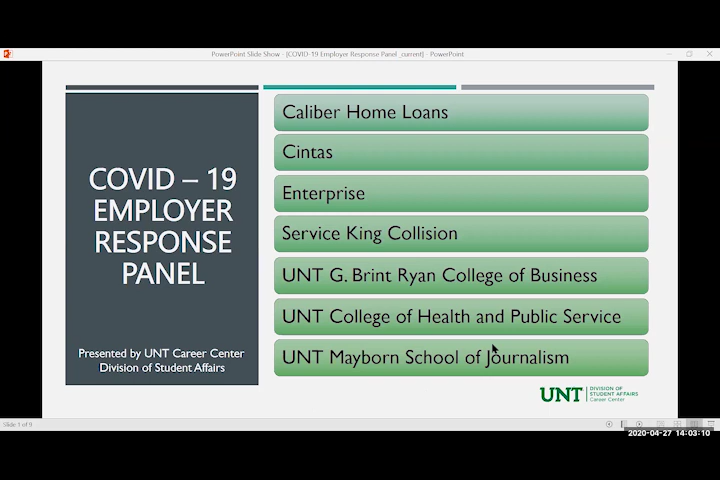 PowerPoint Slide Show - [COVID-19 Employer Response Panel _current] - PowerPoint
COVID – 19
EMPLOYER
RESPONSE
PANEL
Presented by UNT Career Center
Division of Student Affairs
Caliber Home Loans
Cintas
Enterprise
Service King Collision
UNT G. Brint Ryan College of Business
UNT College of Health and Public Service
UNT Mayborn School of Journalism
UNT
DIVISION OF
STUDENT AFFAIRS
Career Center
Slide 1 of 9
2020-04-27 14:03:10